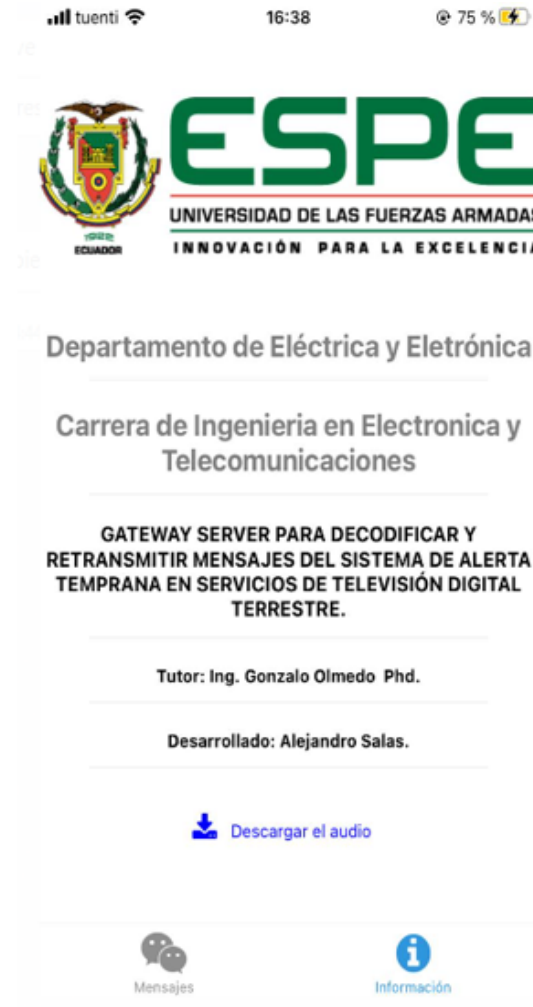 tuenti 16:38 75 %
ESPE
UNIVERSIDAD DE LAS FUERZAS ARMADAS
INNOVACIÓN PARA LA EXCELENCIA
1922
ECUADOR
Departamento de Eléctrica y Eletrónica
Carrera de Ingenieria en Electronica y
Telecomunicaciones
GATEWAY SERVER PARA DECODIFICAR Y
RETRANSMITIR MENSAJES DEL SISTEMA DE ALERTA
TEMPRANA EN SERVICIOS DE TELEVISIÓN DIGITAL
TERRESTRE.
Tutor: Ing. Gonzalo Olmedo Phd.
Desarrollado: Alejandro Salas.
Descargar el audio
Mensajes Información